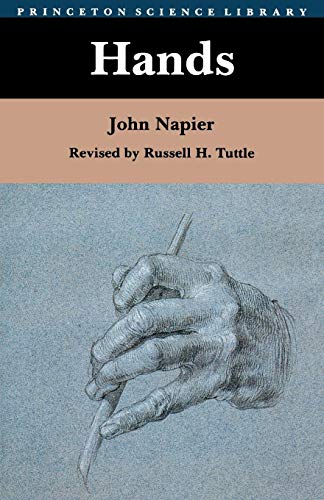 PRINCETON SCIENCE LIBRARY
Hands
John Napier
Revised by Russell H. Tuttle